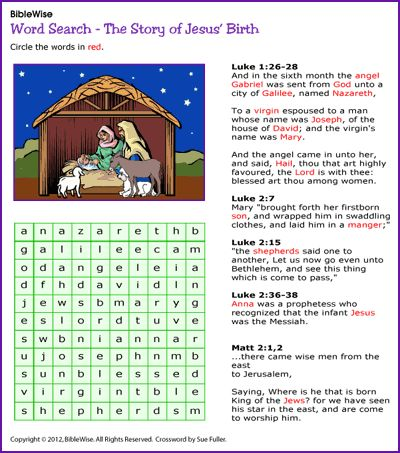 BibleWise
Word Search - The Story of Jesus' Birth
Circle the words in red.
a n a z a r e t h b
g a l i l e e c a m
o d a n g e l e i a
d f h d a v i d l n
j e w s b m a r y g
e s l o r d t u v e
s w b n i a n n a r
u j o s e p h n m b
s u n b l e s s e d
v i r g i n t b l e
s h e p h e r d s m
Luke 1:26-28
And in the sixth month the angel
Gabriel was sent from God unto a
city of Galilee, named Nazareth,
To a virgin espoused to a man
whose name was Joseph, of the
house of David; and the virgin's
name was Mary.
And the angel came in unto her,
and said, Hail, thou that art highly
favoured, the Lord is with thee:
blessed art thou among women.
Luke 2:7
Mary "brought forth her firstborn
son, and wrapped him in swaddling
clothes, and laid him in a manger;"
Luke 2:15
"the shepherds said one to
another, Let us now go even unto
Bethlehem, and see this thing
which is come to pass,"
Luke 2:36-38
Anna was a prophetess who
recognized that the infant Jesus
was the Messiah.
Matt 2:1,2
...there came wise men from the
east
to Jerusalem,
Saying, Where is he that is born
King of the Jews? for we have seen
his star in the east, and are come
to worship him.
Copyright © 2012, BibleWise. All Rights Reserved. Crossword by Sue Fuller.